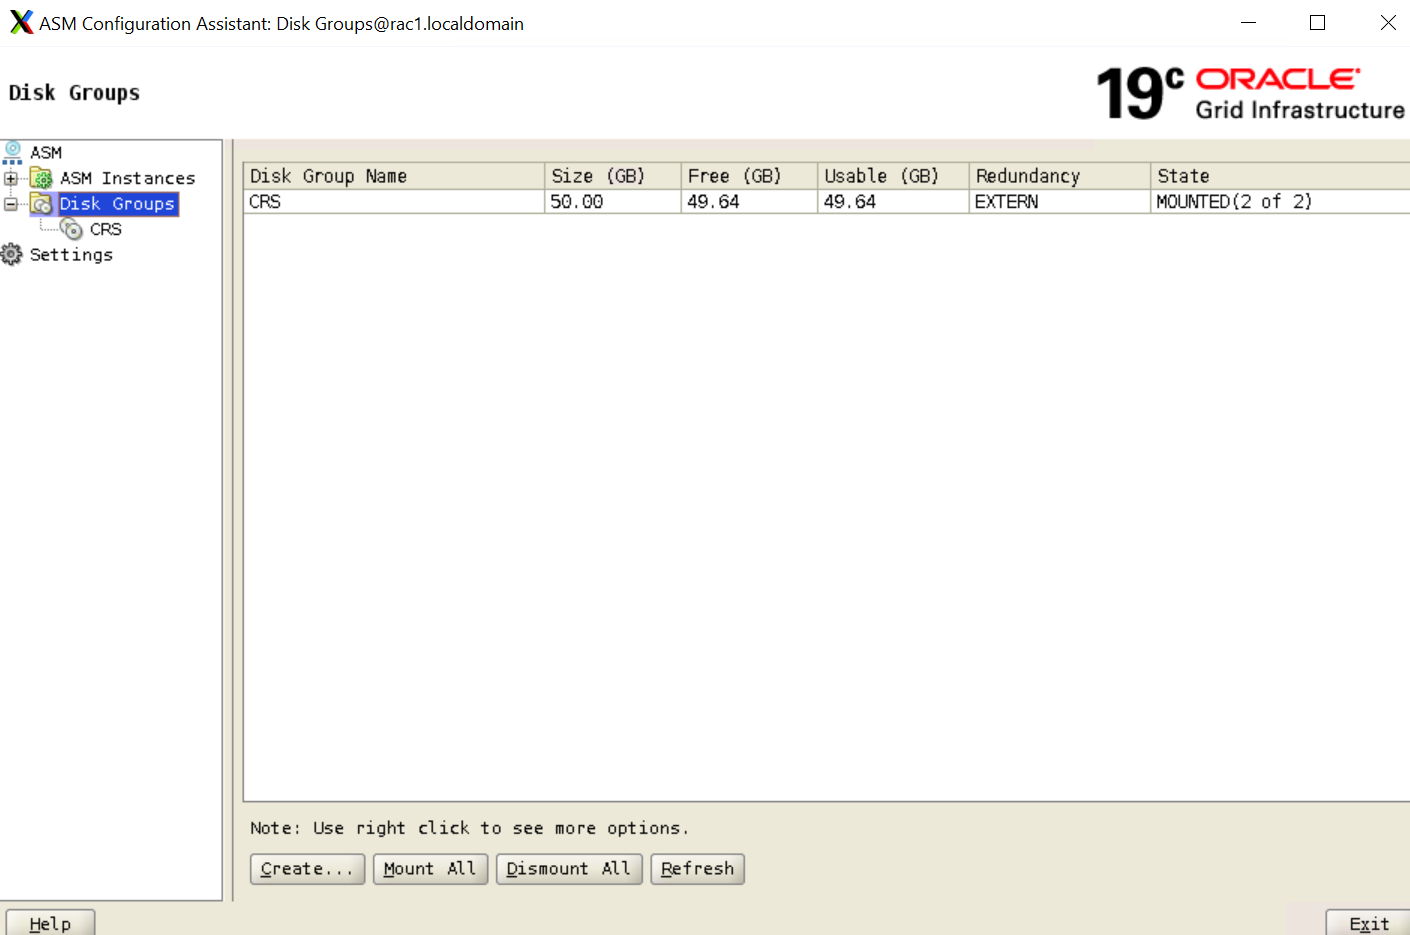 ASM Configuration Assistant: Disk Groups@rac1.localdomain
Disk Groups
19c ORACLE
Grid Infrastructure
ASM
ASM Instances
Disk Groups
CRS
Settings
Disk Group Name Size (GB) Free (GB) Usable (GB) Redundancy State
CRS 50.00 49.64 49.64 EXTERN MOUNTED(2 of 2)
Note: Use right click to see more options.
Create... Mount All Dismount All Refresh
Help Exit